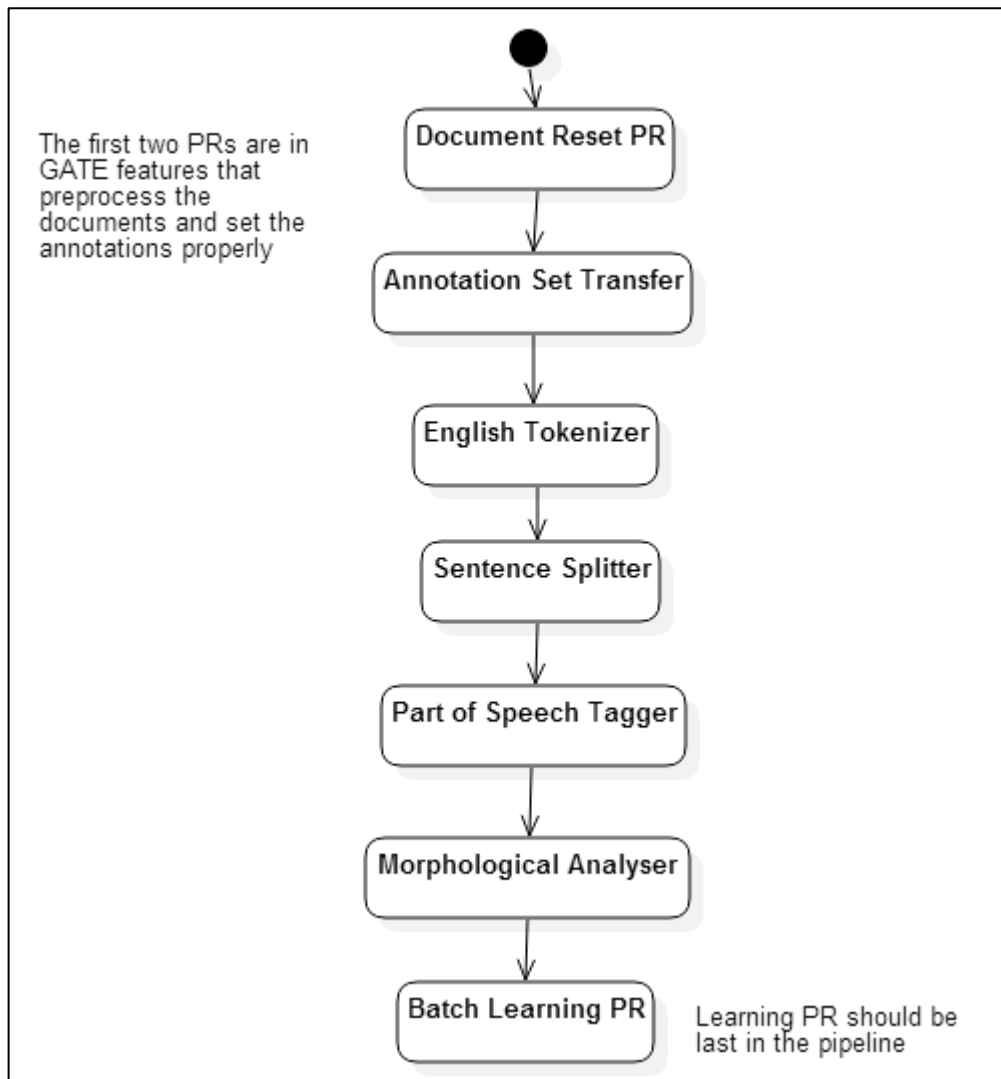 Document Reset PR
The first two PRs are in
GATE features that
preprocess the
documents and set the
annotations properly
Annotation Set Transfer
English Tokenizer
Sentence Splitter
Part of Speech Tagger
Morphological Analyser
Batch Learning PR
Learning PR should be
last in the pipeline